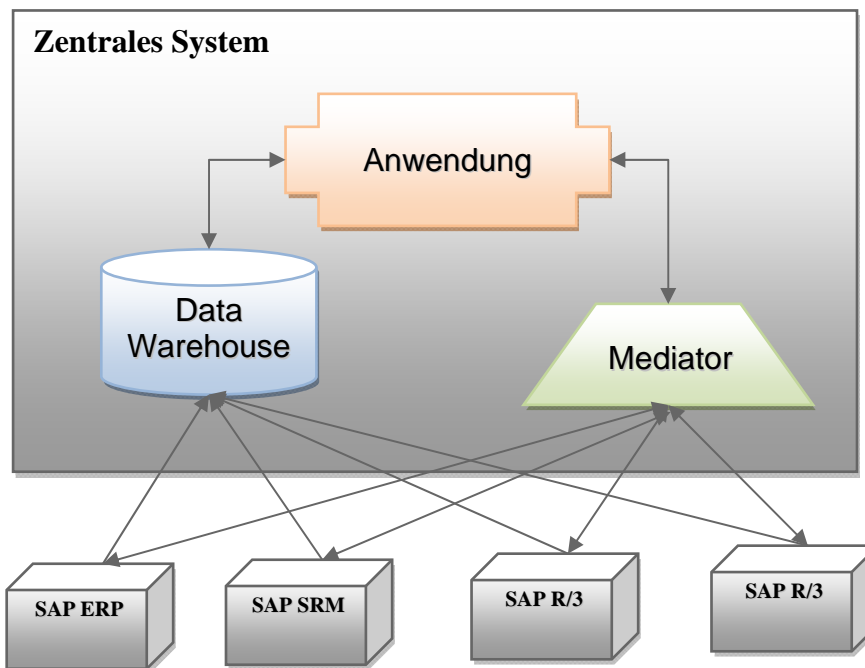 Zentrales System
Anwendung
Data
Warehouse
Mediator
SAP ERP
SAP SRM
SAP R/3
SAP R/3